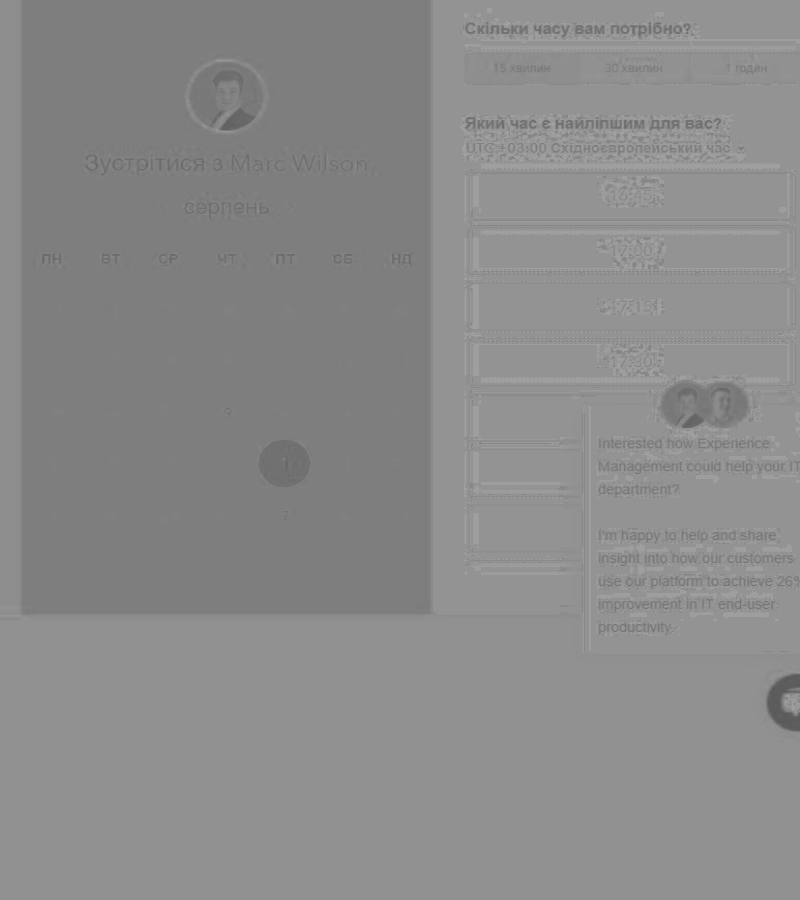 Зустрітися з Marc Wilson
серпень
ПН ВТ СР ЧТ ПТ СБ НД
Скільки часу вам потрібно?
15 хвилин 30 хвилин 1 годин
Який час є найліпшим для вас?
UTC +03:00 Східноєвропейський час
16:45
17:00
17:15
17:30
Interested how Experience
Management could help your IT
department?
I'm happy to help and share
insight into how our customers
use our platform to achieve 26%
improvement in IT end-user
productivity.